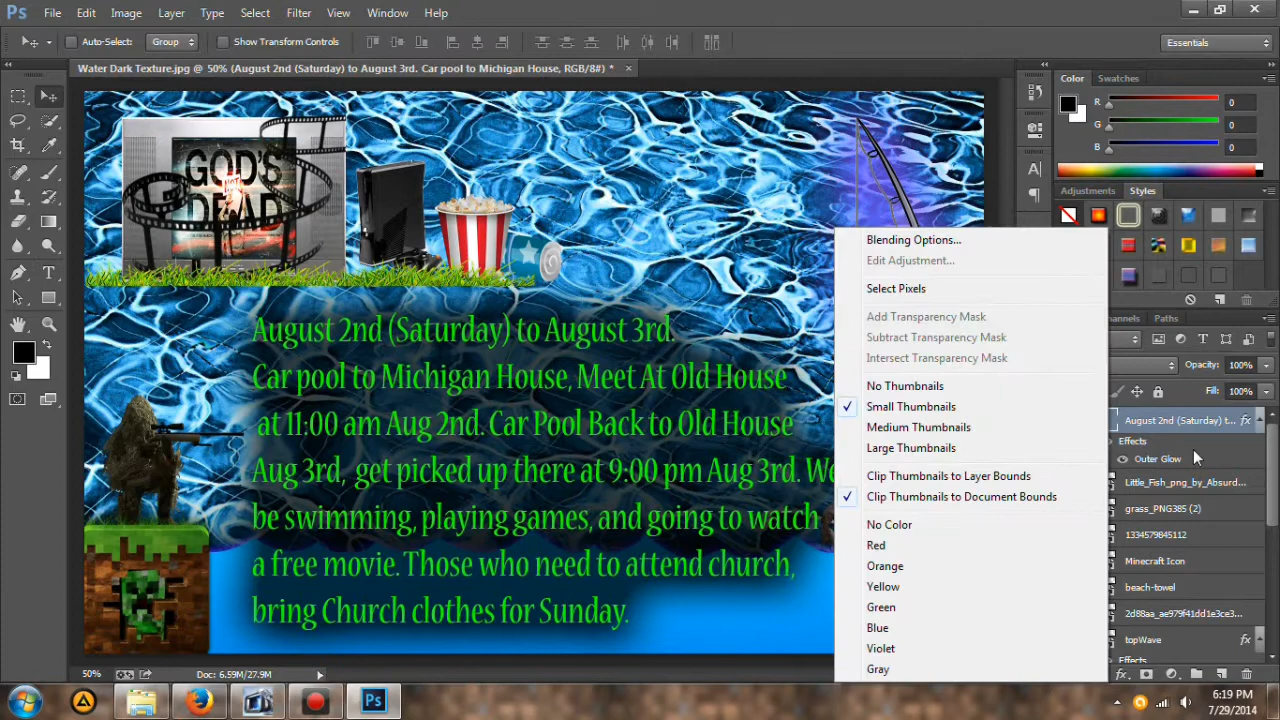 Ps File Edit Image Layer Type Select Filter View Window Help
Auto-Select: Group Show Transform Controls Essentials
Water Dark Texture.jpg @ 50% (August 2nd (Saturday) to August 3rd. Car pool to Michigan House, RGB/8#) *
Color Swatches
R 0
G 0
B 0
Adjustments Styles
GOD'S
NOT
DEAD
Blending Options...
Edit Adjustment...
Select Pixels
Add Transparency Mask
Subtract Transparency Mask
Intersect Transparency Mask
No Thumbnails
Small Thumbnails
Medium Thumbnails
Large Thumbnails
Clip Thumbnails to Layer Bounds
Clip Thumbnails to Document Bounds
No Color
Red
Orange
Yellow
Green
Blue
Violet
Gray
August 2nd (Saturday) to August 3rd.
Car pool to Michigan House, Meet At Old House
at 11:00 am Aug 2nd. Car Pool Back to Old House
Aug 3rd, get picked up there at 9:00 pm Aug 3rd. We
be swimming, playing games, and going to watch
a free movie. Those who need to attend church,
bring Church clothes for Sunday.
hannels Paths
Opacity: 100%
Fill: 100%
August 2nd (Saturday) t... fx
Effects
Outer Glow
Little_Fish_png_by_Absurd...
grass_PNG385 (2)
1334579845112
Minecraft Icon
beach-towel
2d88aa_ae979f41dd1e3ce3...
topWave fx
Effects
50% Doc: 6.59M/27.9M
Ps
6:19 PM
7/29/2014